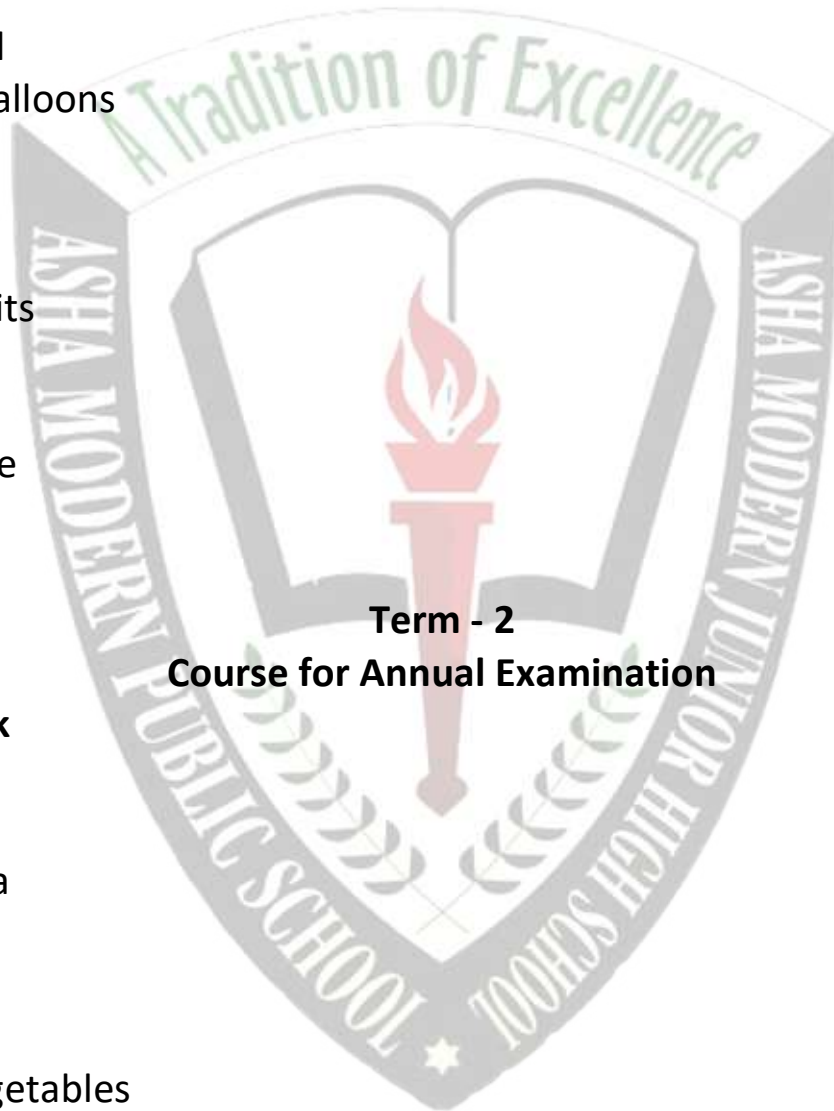 alloons
A Tradition of Excellence
its
e
Term - 2
Course for Annual Examination
ASHA MODERN PUBLIC SCHOOL
ASHA MODERN JUNIOR HIGH SCHOOL
k
a
getables